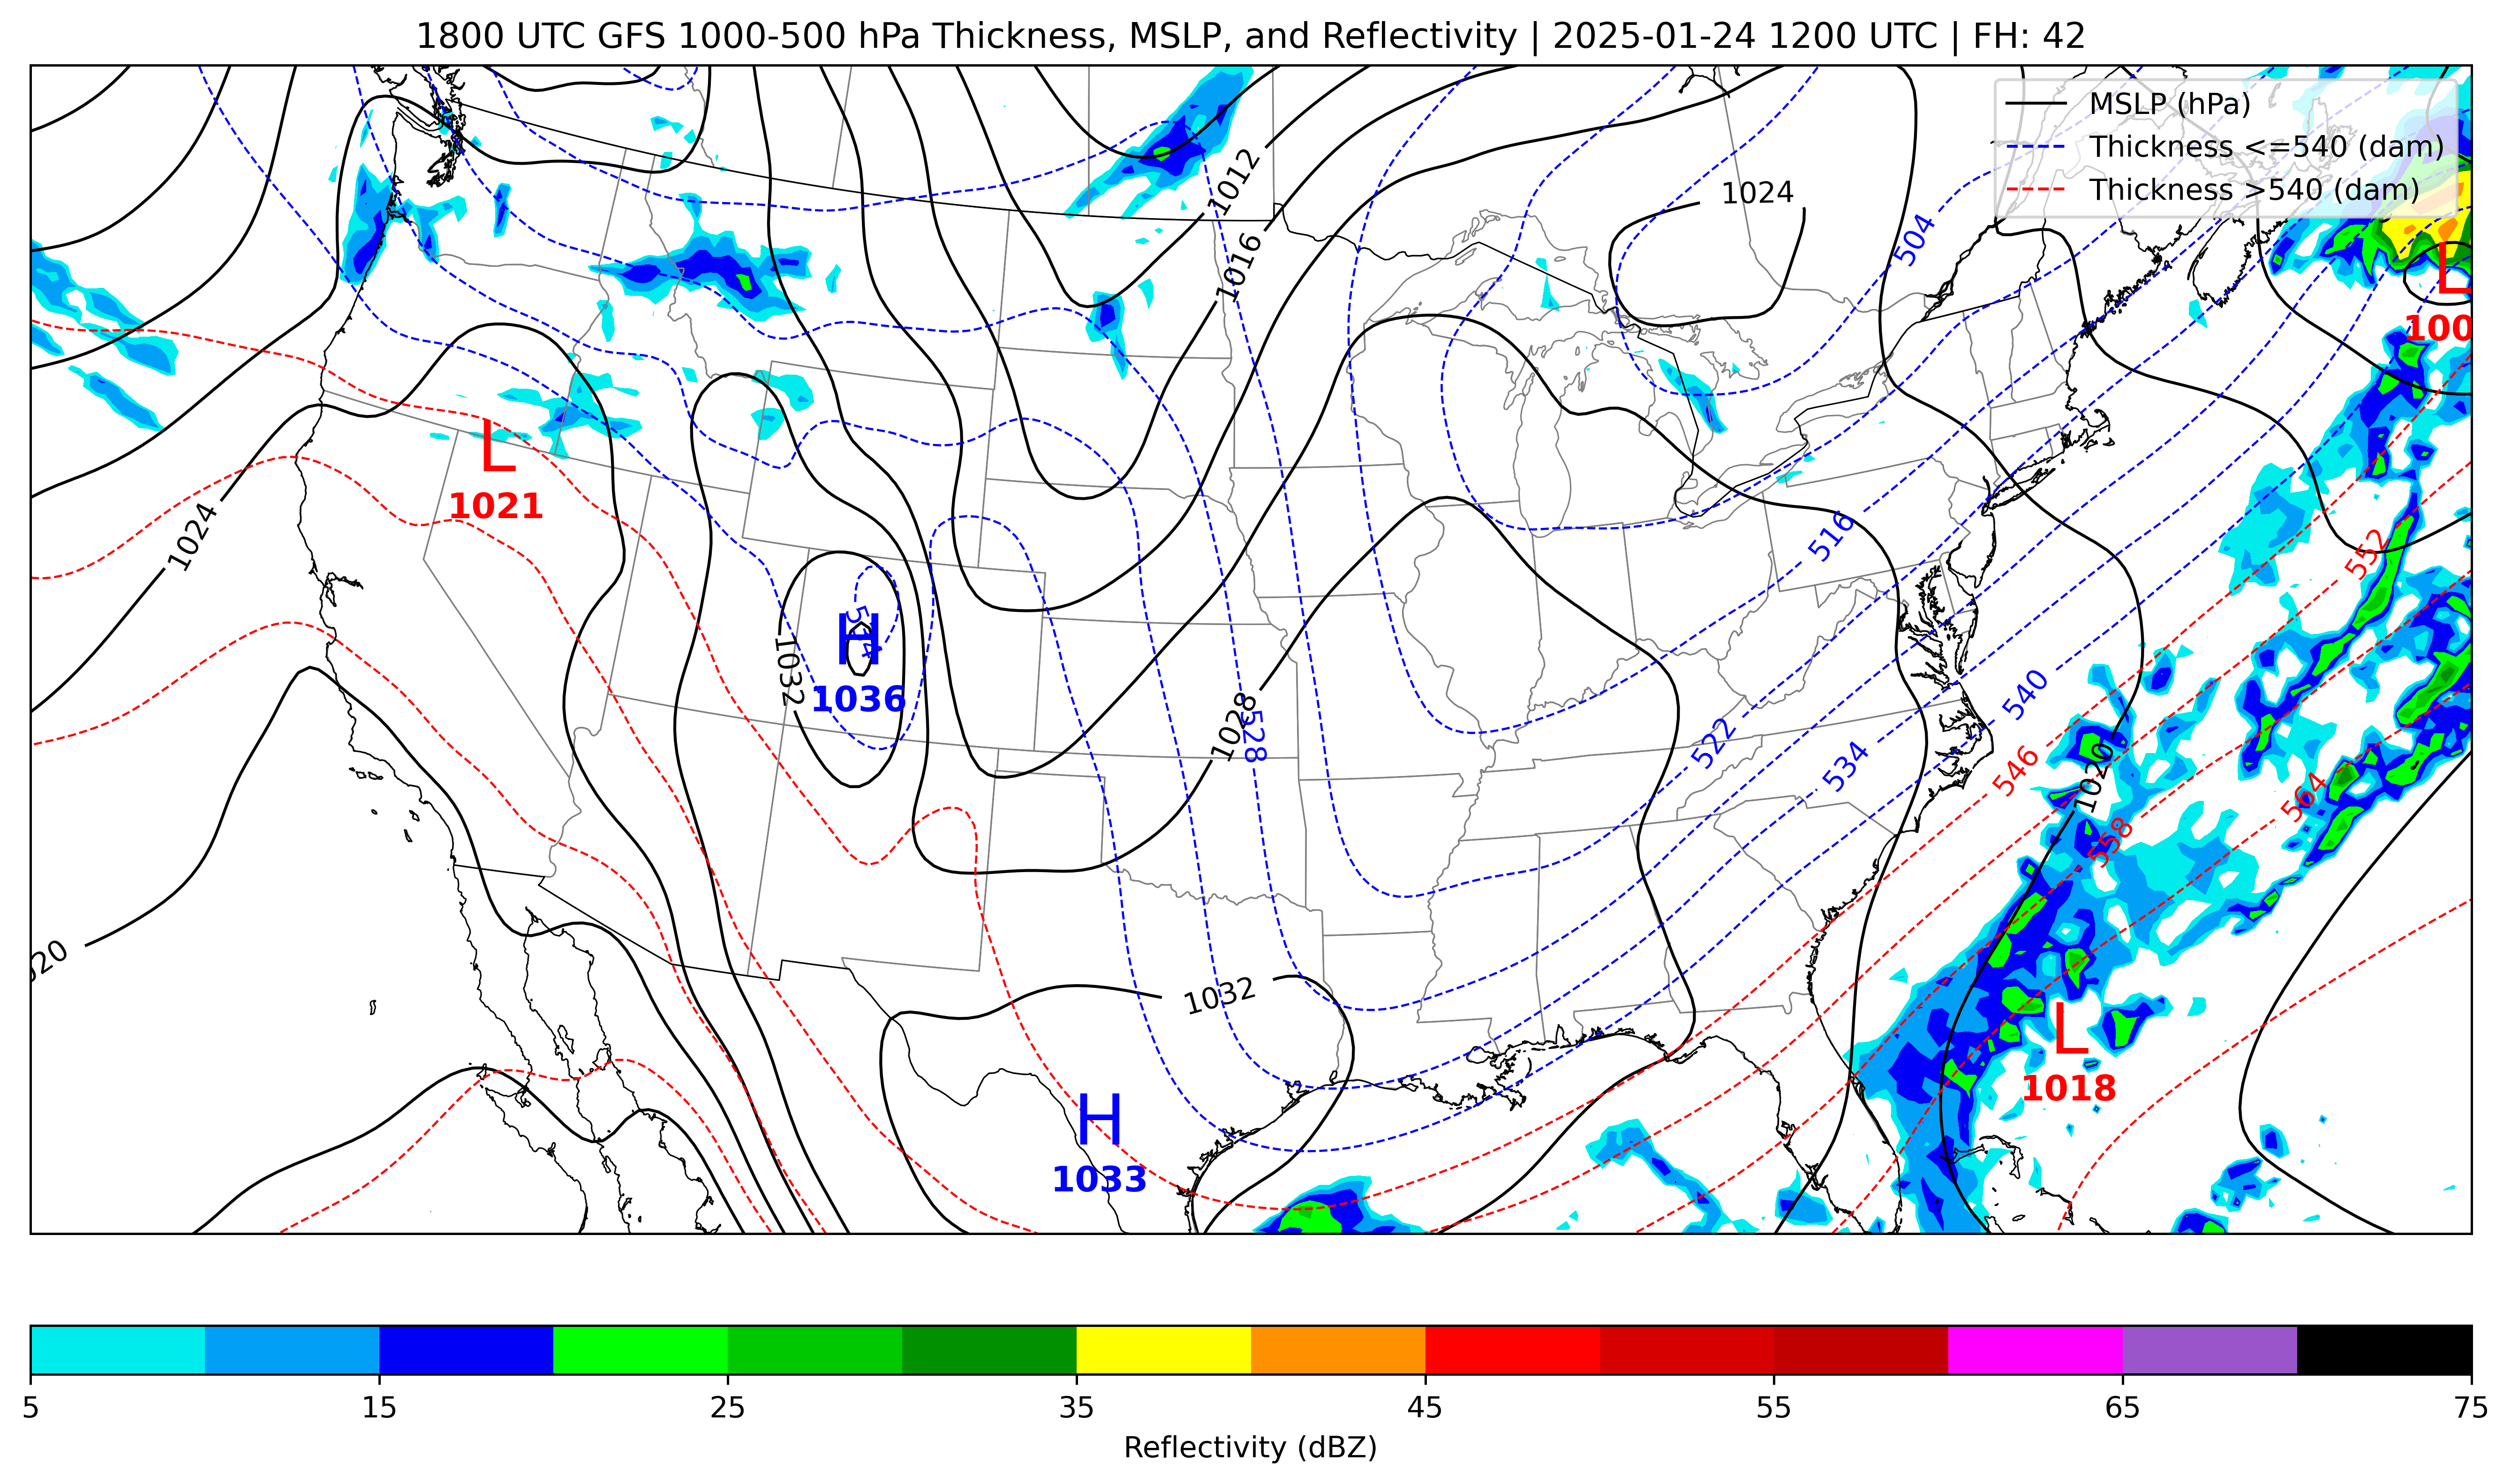 1800 UTC GFS 1000-500 hPa Thickness, MSLP, and Reflectivity | 2025-01-24 1200 UTC | FH: 42
MSLP (hPa)
Thickness <=540 (dam)
Thickness >540 (dam)
1012
1024
504
1016
L
100
L
1021
1024
516
552
H
1036
1032
540
528
1028
522
534
546
1020
564
558
1032
L
1018
H
1033
5 15 25 35 45 55 65 75
Reflectivity (dBZ)